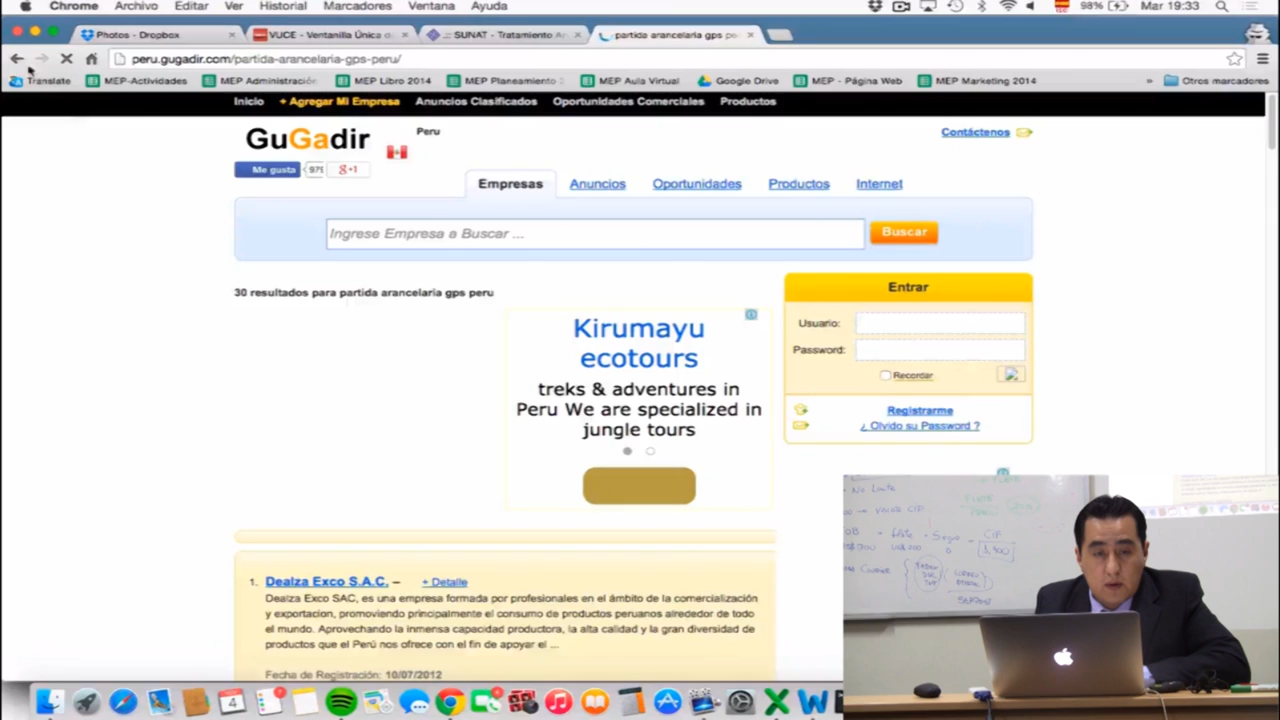 Chrome Archivo Editar Ver Historial Marcadores Ventana Ayuda 98% Mar 19:33
Photos - Dropbox VUCE - Ventanilla Única d SUNAT - Tratamiento Ar partida arancelaria gps pe
peru.gugadir.com/partida-arancelaria-gps-peru/
Translate MEP-Actividades MEP Administración MEP Libro 2014 MEP Planeamiento 2 MEP Aula Virtual Google Drive MEP - Página Web MEP Marketing 2014 » Otros marcadores
Inicio + Agregar Mi Empresa Anuncios Clasificados Oportunidades Comerciales Productos
GuGadir Peru Contáctenos
Me gusta 975 g+1
Empresas Anuncios Oportunidades Productos Internet
Ingrese Empresa a Buscar ... Buscar
30 resultados para partida arancelaria gps peru
Entrar
Usuario:
Password:
Recordar
Registrarme
¿ Olvido su Password ?
Kirumayu
ecotours
treks & adventures in
Peru We are specialized in
jungle tours
1. Dealza Exco S.A.C. – + Detalle
Dealza Exco SAC, es una empresa formada por profesionales en el ámbito de la comercialización
y exportacion, promoviendo principalmente el consumo de productos peruanos alrededor de todo
el mundo. Aprovechando la inmensa capacidad productora, la alta calidad y la gran diversidad de
productos que el Perú nos ofrece con el fin de apoyar el ...
Fecha de Registración: 10/07/2012
4